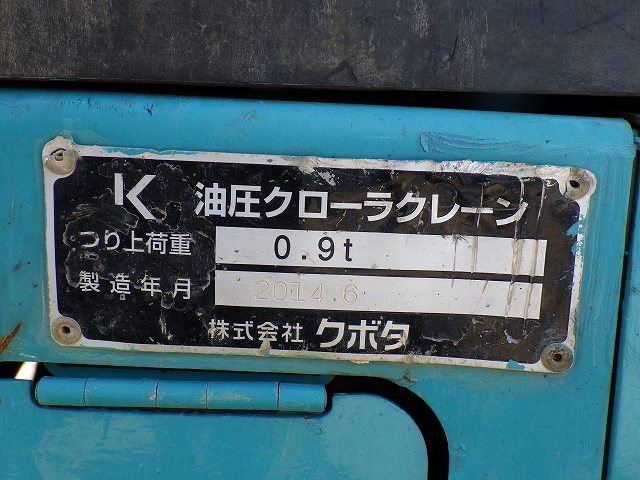 K 油圧クローラクレーン
つり上荷重 0.9t
製造年月 2014.6
株式会社 クボタ